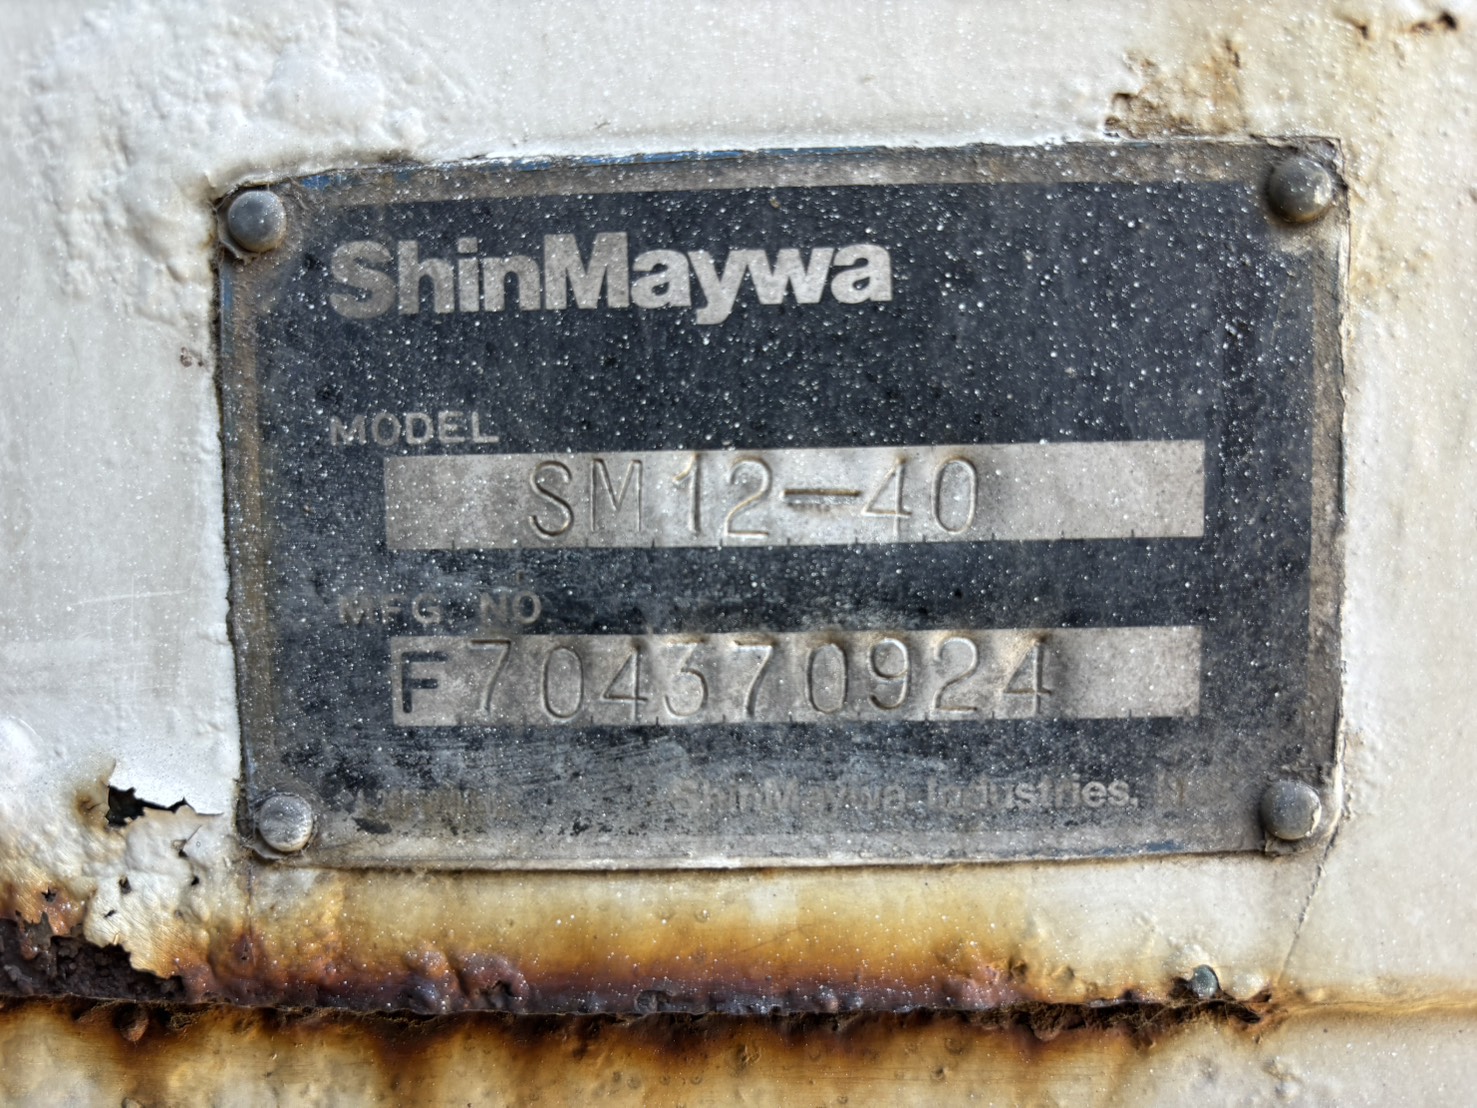 ShinMaywa
MODEL
SM12-40
MFG NO
F704370924
ShinMaywa Industries,